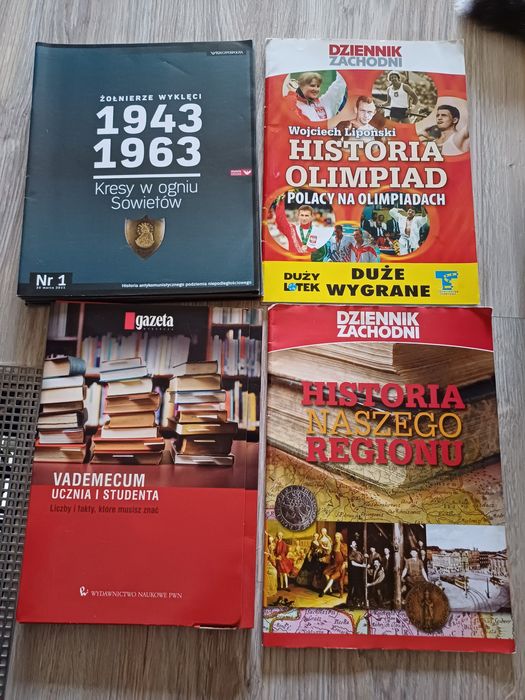 RZECZPOSPOLITA
ŻOŁNIERZE WYKLĘCI
1943
1963
Kresy w ogniu
Sowietów
Nr 1
Historia antykomunistycznego podziemia niepodległościowego
DZIENNIK
ZACHODNI
Wojciech Lipoński
HISTORIA
OLIMPIAD
POLACY NA OLIMPIADACH
DUŻY
LOTEK
DUŻE
WYGRANE
gazeta
VADEMECUM
UCZNIA I STUDENTA
Liczby i fakty, które musisz znać
WYDAWNICTWO NAUKOWE PWN
DZIENNIK
ZACHODNI
HISTORIA
NASZEGO
REGIONU